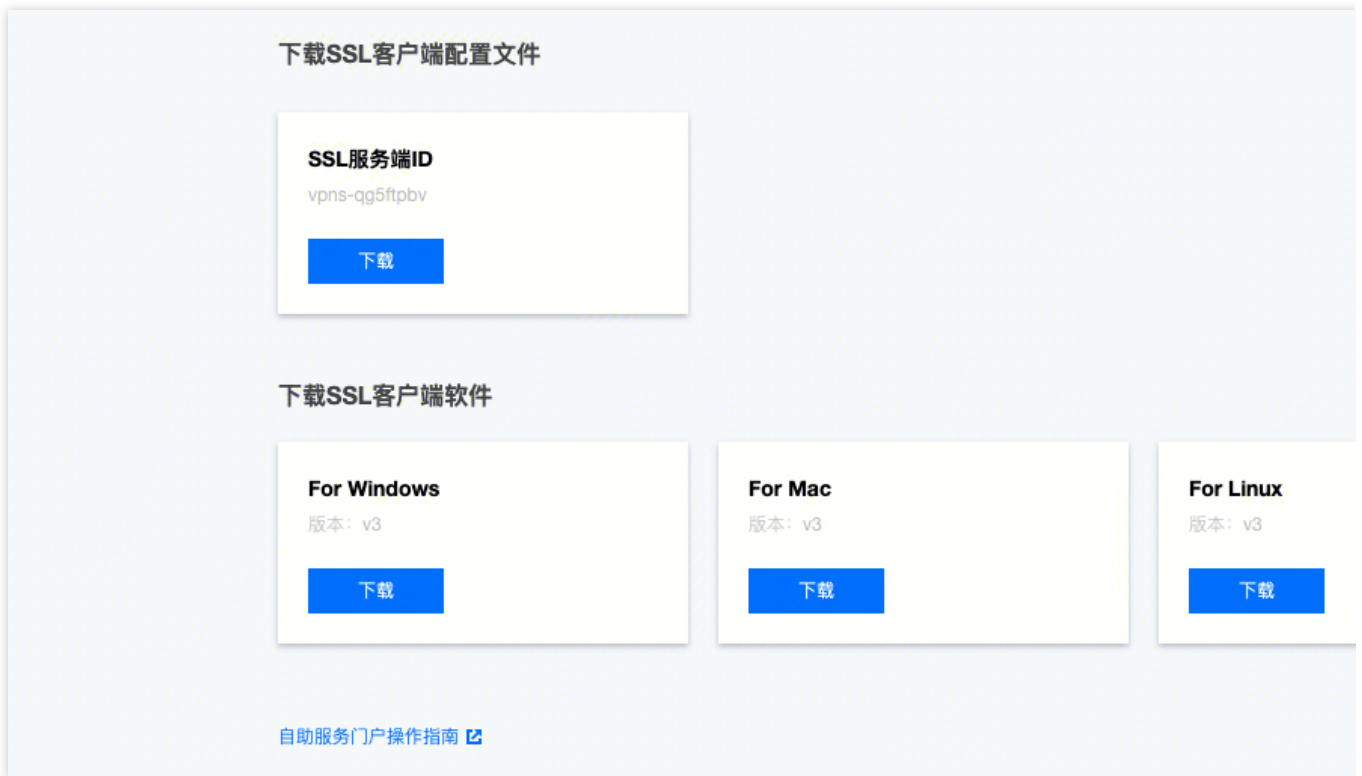 下载SSL客户端配置文件
SSL服务端ID
vpns-qg5ftpbv
下载
下载SSL客户端软件
For Windows
版本：v3
下载
For Mac
版本：v3
下载
For Linux
版本：v3
下载
自助服务门户操作指南